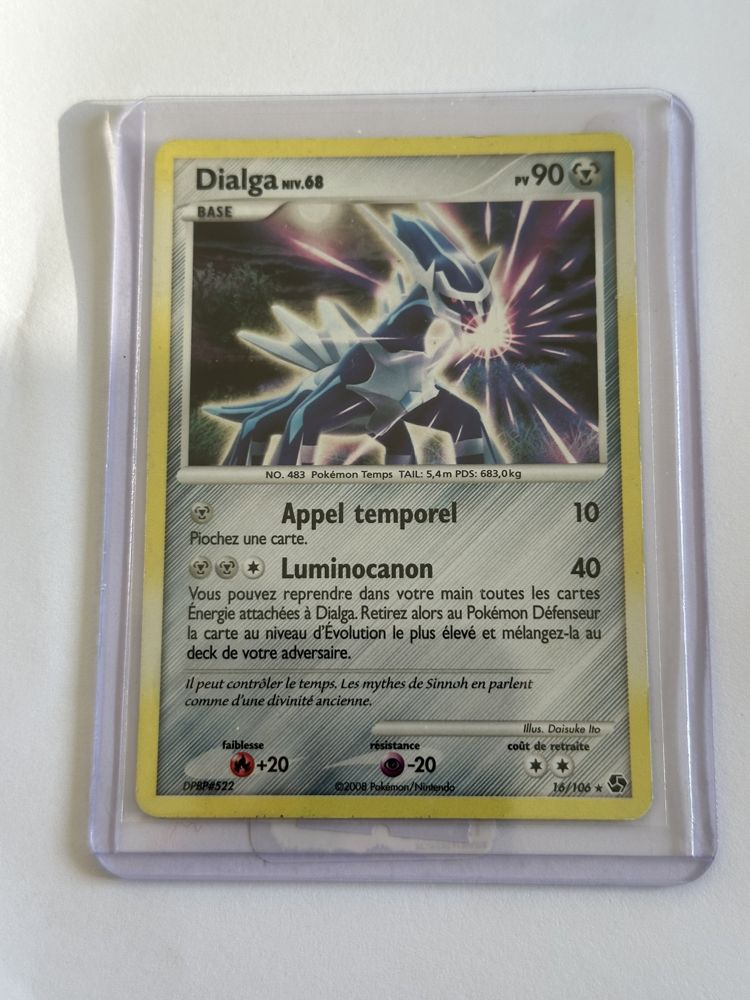 Dialga NIV.68
PV 90
BASE
NO. 483 Pokémon Temps TAIL: 5,4m PDS: 683,0kg
Appel temporel 10
Piochez une carte.
Luminocanon 40
Vous pouvez reprendre dans votre main toutes les cartes
Énergie attachées à Dialga. Retirez alors au Pokémon Défenseur
la carte au niveau d'Évolution le plus élevé et mélangez-la au
deck de votre adversaire.
Il peut contrôler le temps. Les mythes de Sinnoh en parlent
comme d'une divinité ancienne.
Illus. Daisuke Ito
faiblesse résistance coût de retraite
+20 -20
DPBP#522 ©2008 Pokémon/Nintendo 16/106 ★